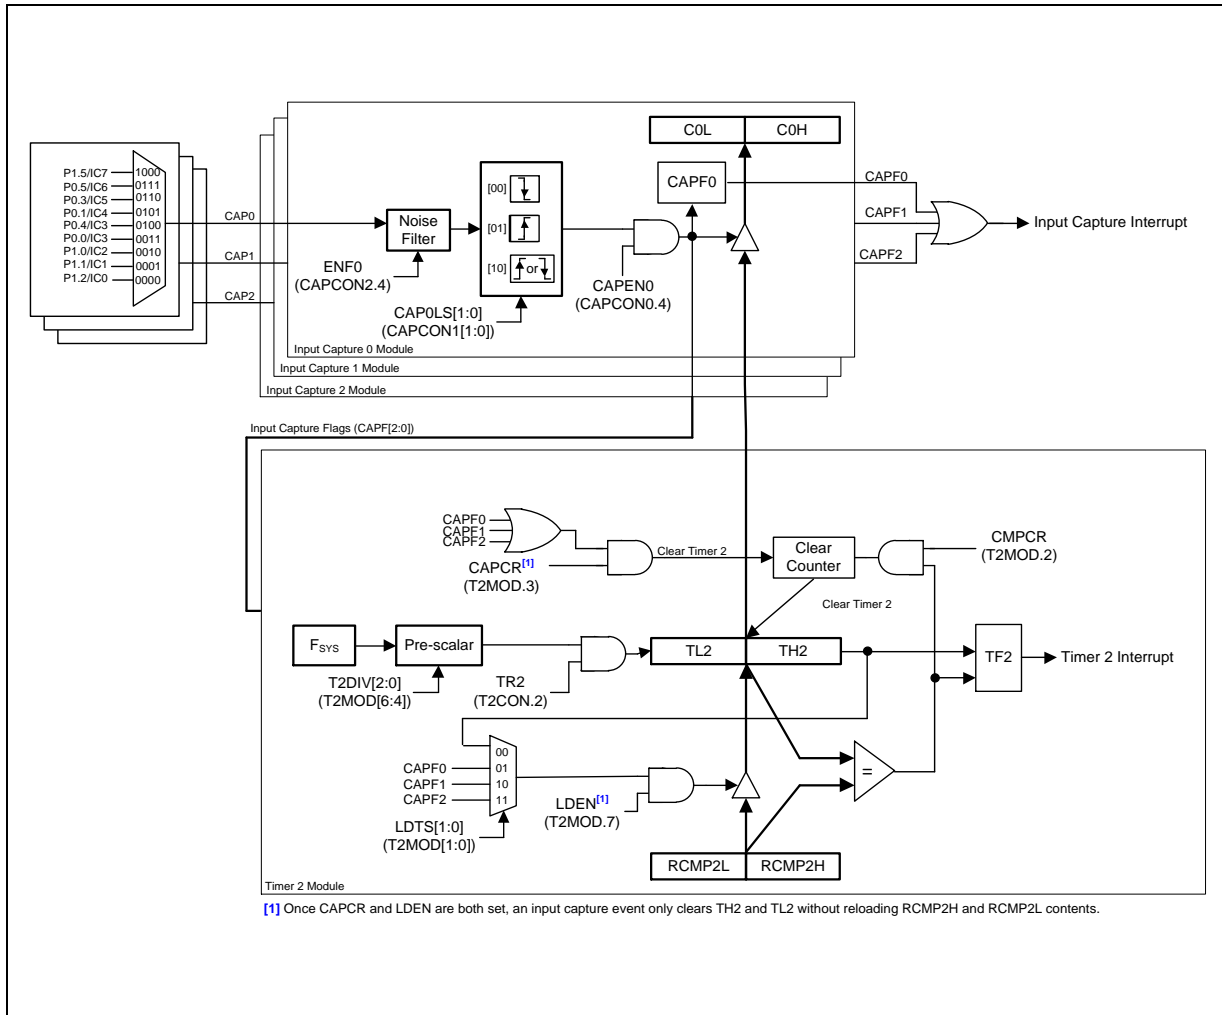 C0L
C0H
P1.5/IC7
1000
P0.5/IC6
0111
P0.3/IC5
0110
P0.1/IC4
0101
P0.4/IC3
0100
P0.0/IC3
0011
P1.0/IC2
0010
P1.1/IC1
0001
P1.2/IC0
0000
CAP0
CAP1
CAP2
Noise
Filter
ENF0
(CAPCON2.4)
[00]
[01]
[10]
or
CAP0LS[1:0]
(CAPCON1[1:0])
CAPEN0
(CAPCON0.4)
CAPF0
CAPF0
CAPF1
CAPF2
Input Capture Interrupt
Input Capture 0 Module
Input Capture 1 Module
Input Capture 2 Module
Input Capture Flags (CAPF[2:0])
CAPF0
CAPF1
CAPF2
CAPCR[1]
(T2MOD.3)
Clear Timer 2
Clear
Counter
CMPCR
(T2MOD.2)
Clear Timer 2
FSYS
Pre-scalar
T2DIV[2:0]
(T2MOD[6:4])
TR2
(T2CON.2)
TL2
TH2
TF2
Timer 2 Interrupt
00
CAPF0
01
CAPF1
10
CAPF2
11
LDTS[1:0]
(T2MOD[1:0])
LDEN[1]
(T2MOD.7)
=
RCMP2L
RCMP2H
Timer 2 Module
[1] Once CAPCR and LDEN are both set, an input capture event only clears TH2 and TL2 without reloading RCMP2H and RCMP2L contents.